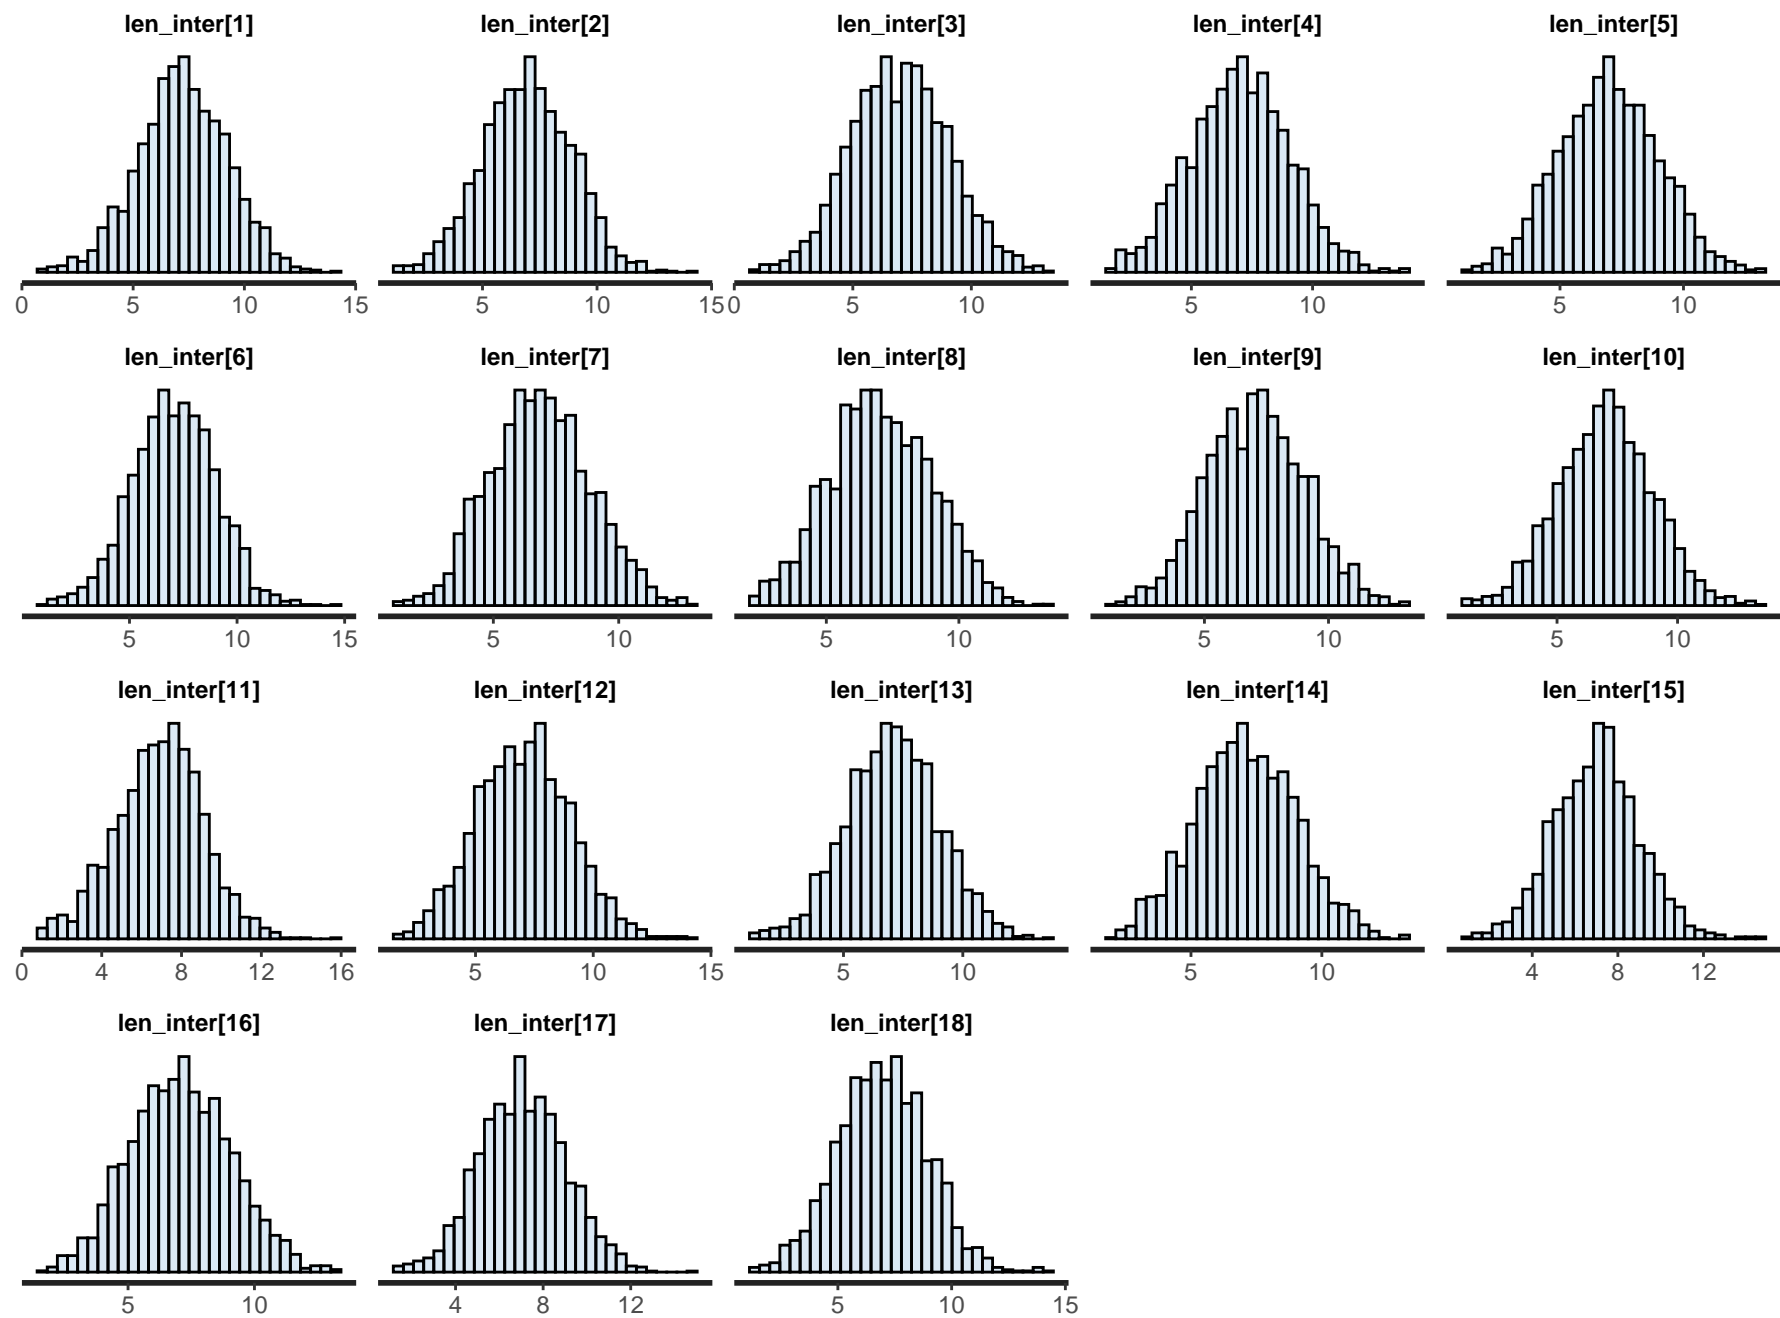 len_inter[1] len_inter[2] len_inter[3] len_inter[4] len_inter[5]
0 5 10 15 5 10 15 0 5 10 5 10 5 10
len_inter[6] len_inter[7] len_inter[8] len_inter[9] len_inter[10]
5 10 15 5 10 5 10 5 10 5 10
len_inter[11] len_inter[12] len_inter[13] len_inter[14] len_inter[15]
0 4 8 12 16 5 10 15 5 10 5 10 4 8 12
len_inter[16] len_inter[17] len_inter[18]
5 10 4 8 12 5 10 15